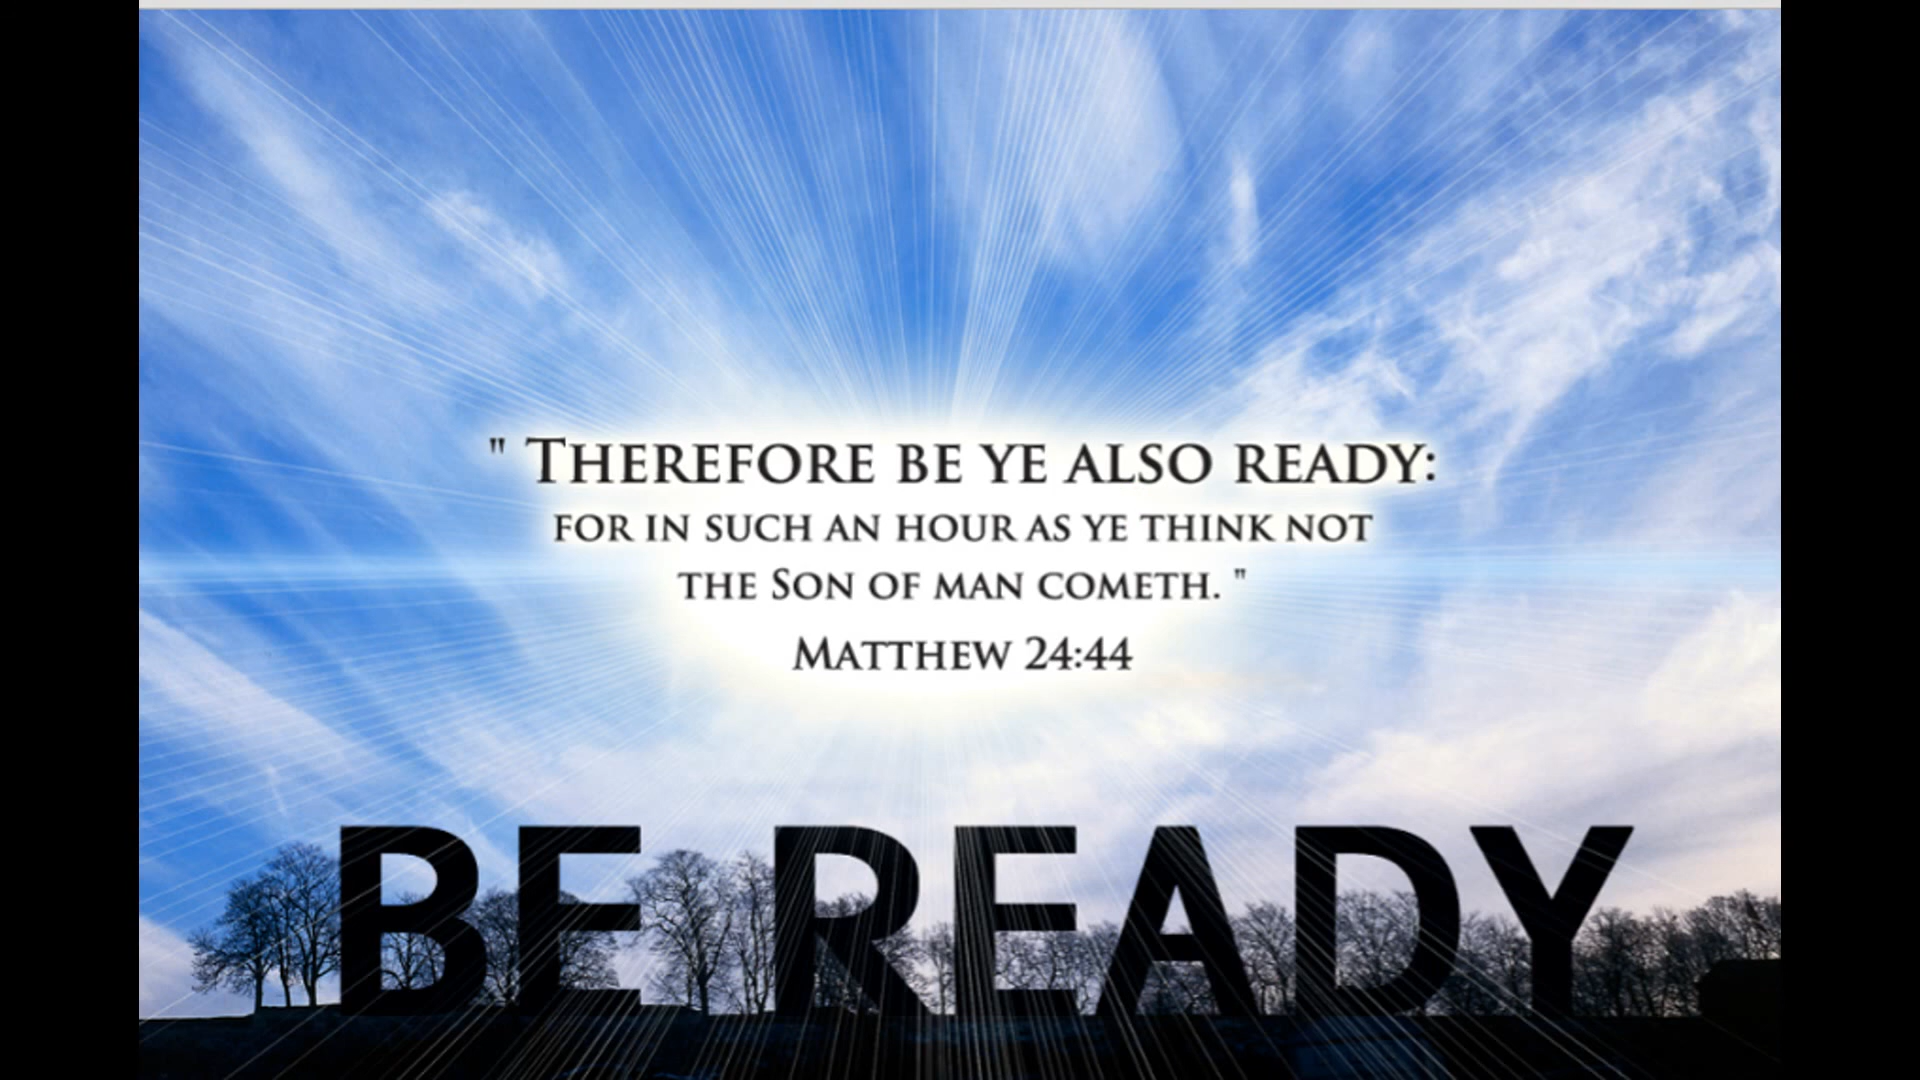 " Therefore be ye also ready:
for in such an hour as ye think not
the Son of man cometh. "
Matthew 24:44
BE READY